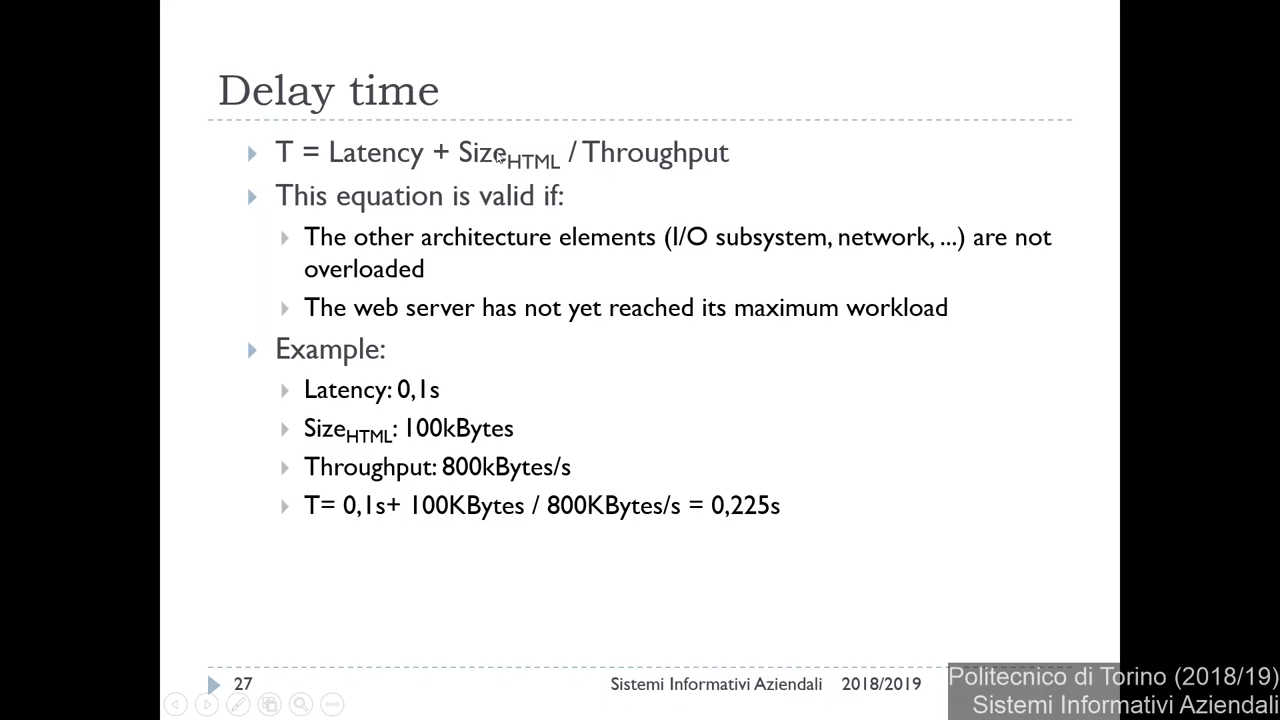 Delay time
T = Latency + SizeHTML / Throughput
This equation is valid if:
The other architecture elements (I/O subsystem, network, ...) are not
overloaded
The web server has not yet reached its maximum workload
Example:
Latency: 0,1s
SizeHTML: 100kBytes
Throughput: 800kBytes/s
T= 0,1s+ 100KBytes / 800KBytes/s = 0,225s
27 Sistemi Informativi Aziendali 2018/2019
Politecnico di Torino (2018/19)
Sistemi Informativi Aziendali